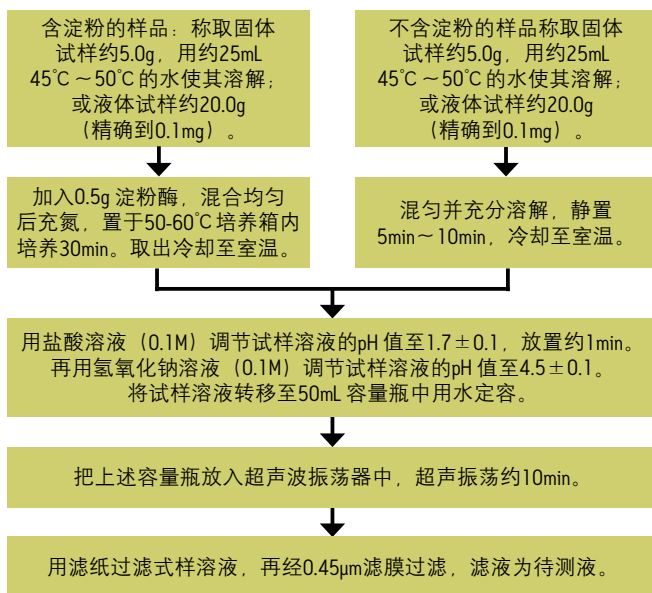 含淀粉的样品：称取固体
试样约5.0g，用约25mL
45℃～50℃的水使其溶解；
或液体试样约20.0g
（精确到0.1mg）。
不含淀粉的样品称取固体
试样约5.0g，用约25mL
45℃～50℃的水使其溶解；
或液体试样约20.0g
（精确到0.1mg）。
加入0.5g 淀粉酶，混合均匀
后充氮，置于50-60℃培养箱内
培养30min。取出冷却至室温。
混匀并充分溶解，静置
5min～10min，冷却至室温。
用盐酸溶液（0.1M）调节试样溶液的pH 值至1.7±0.1，放置约1min。
再用氢氧化钠溶液（0.1M）调节试样溶液的pH 值至4.5±0.1。
将试样溶液转移至50mL 容量瓶中用水定容。
把上述容量瓶放入超声波振荡器中，超声振荡约10min。
用滤纸过滤式样溶液，再经0.45μm滤膜过滤，滤液为待测液。